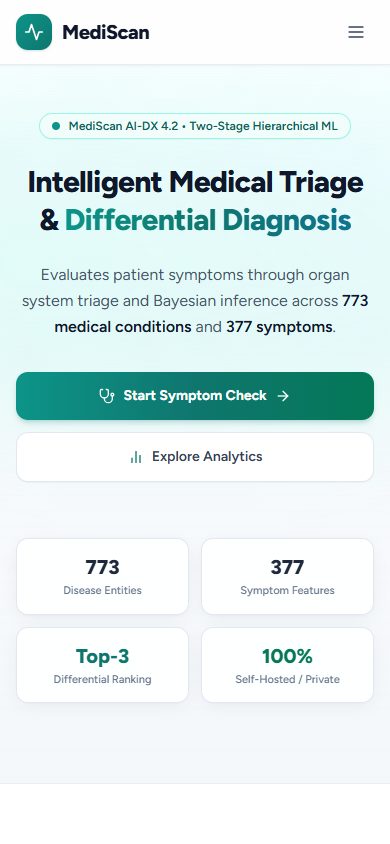 MediScan
MediScan AI-DX 4.2 • Two-Stage Hierarchical ML
Intelligent Medical Triage
& Differential Diagnosis
Evaluates patient symptoms through organ
system triage and Bayesian inference across 773
medical conditions and 377 symptoms.
Start Symptom Check →
Explore Analytics
773
Disease Entities
377
Symptom Features
Top-3
Differential Ranking
100%
Self-Hosted / Private